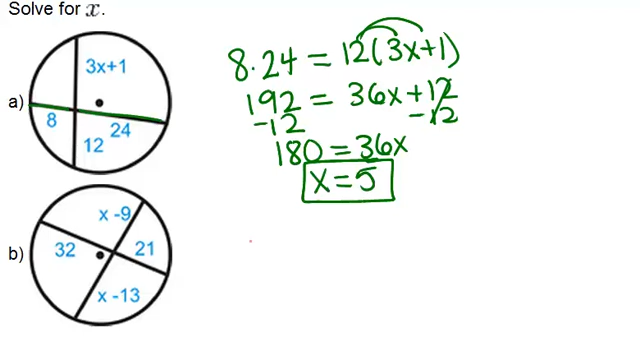 Solve for x.
a)
3x+1
8
24
12
8·24 = 12(3x+1)
192 = 36x+12
-12 -12
180 = 36x
x = 5
b)
x -9
32
21
x -13